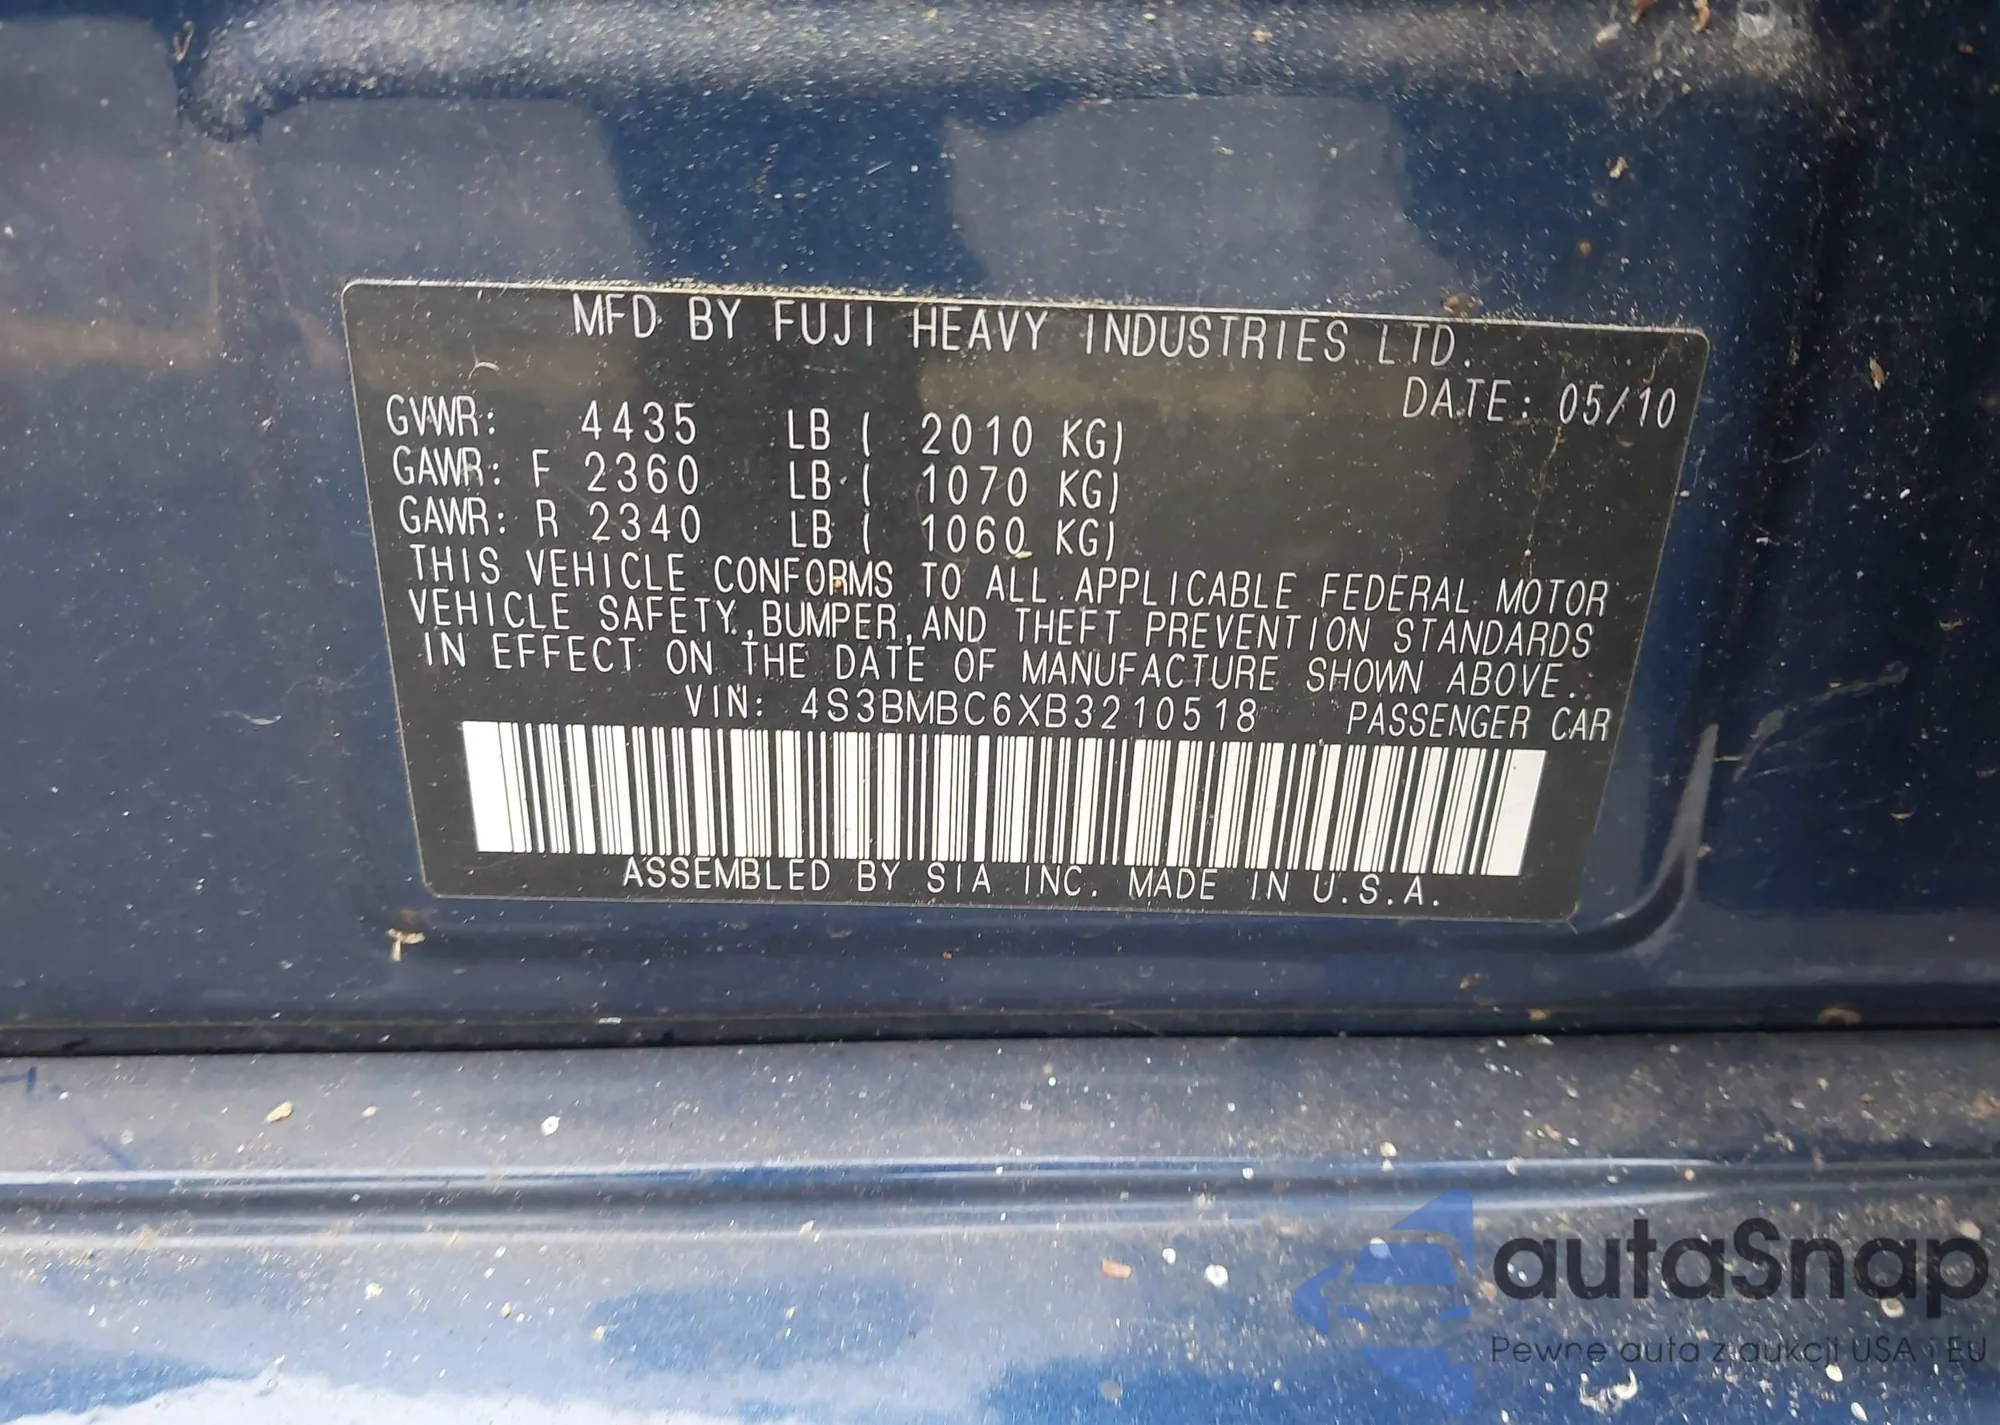 MFD BY FUJI HEAVY INDUSTRIES LTD.
DATE: 05/10
GVWR: 4435 LB ( 2010 KG)
GAWR: F 2360 LB ( 1070 KG)
GAWR: R 2340 LB ( 1060 KG)
THIS VEHICLE CONFORMS TO ALL APPLICABLE FEDERAL MOTOR
VEHICLE SAFETY, BUMPER, AND THEFT PREVENTION STANDARDS
IN EFFECT ON THE DATE OF MANUFACTURE SHOWN ABOVE.
VIN: 4S3BMBC6XB3210518 PASSENGER CAR
ASSEMBLED BY SIA INC. MADE IN U.S.A.
autaSnap
Pewne auta z aukcji USA i EU